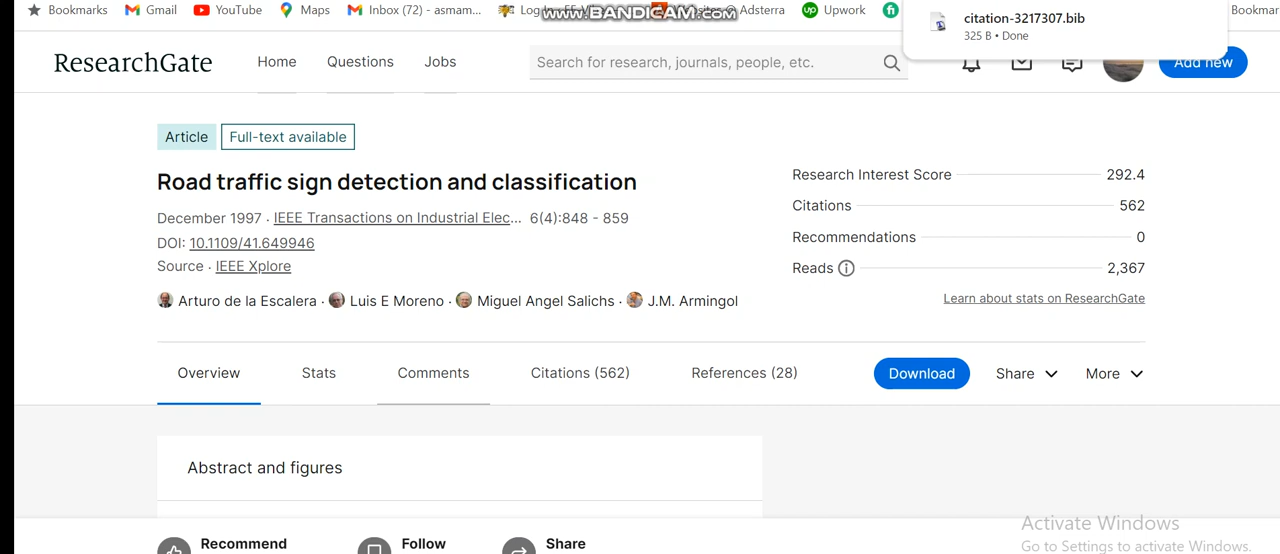 Bookmarks Gmail YouTube Maps Inbox (72) - asmam... Adsterra Upwork Bookmar
www.BANDICAM.com
citation-3217307.bib
325 B • Done
ResearchGate Home Questions Jobs Search for research, journals, people, etc. Add new
Article Full-text available
Road traffic sign detection and classification
December 1997 · IEEE Transactions on Industrial Elec... 6(4):848 - 859
DOI: 10.1109/41.649946
Source · IEEE Xplore
Arturo de la Escalera · Luis E Moreno · Miguel Angel Salichs · J.M. Armingol
Research Interest Score 292.4
Citations 562
Recommendations 0
Reads 2,367
Learn about stats on ResearchGate
Overview Stats Comments Citations (562) References (28) Download Share More
Abstract and figures
Recommend Follow Share
Activate Windows
Go to Settings to activate Windows.